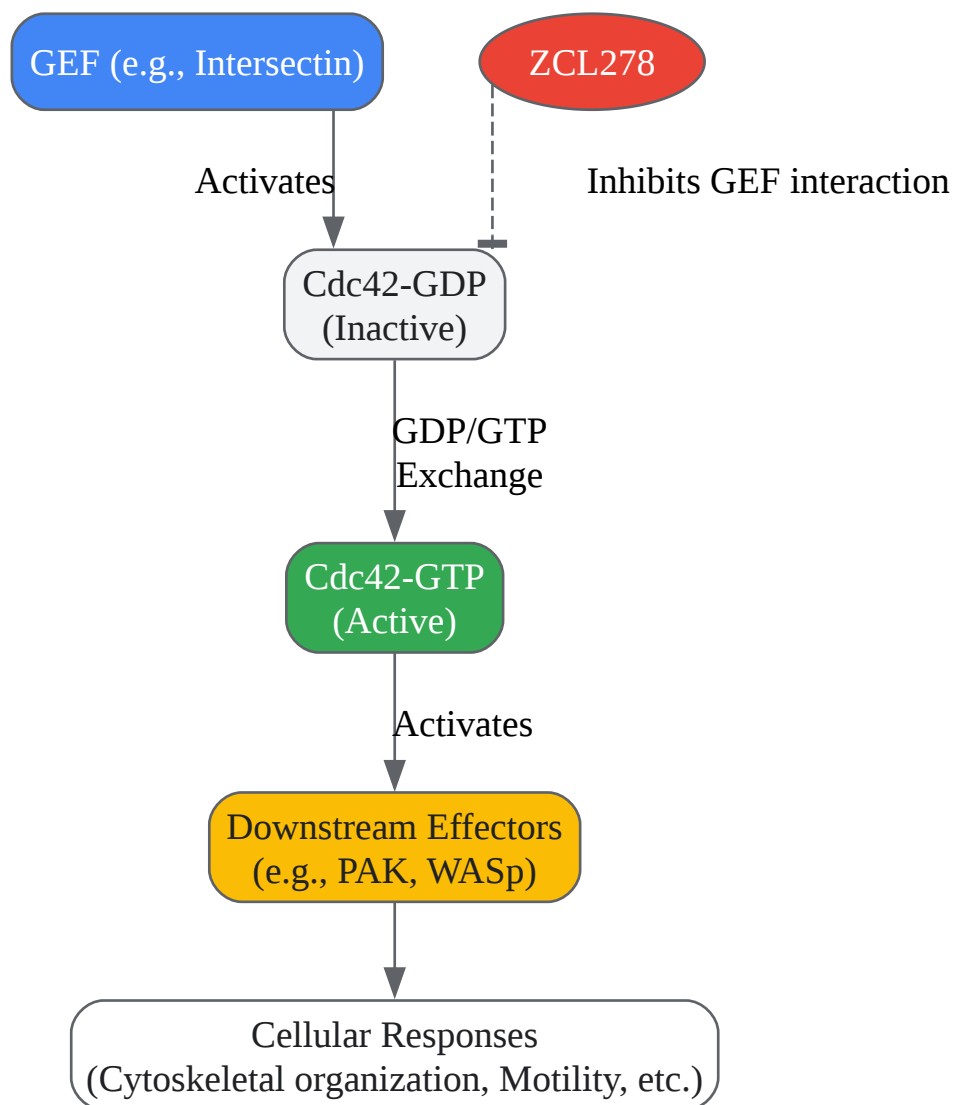 GEF (e.g., Intersectin)
ZCL278
Activates
Inhibits GEF interaction
Cdc42-GDP
(Inactive)
GDP/GTP
Exchange
Cdc42-GTP
(Active)
Activates
Downstream Effectors
(e.g., PAK, WASp)
Cellular Responses
(Cytoskeletal organization, Motility, etc.)